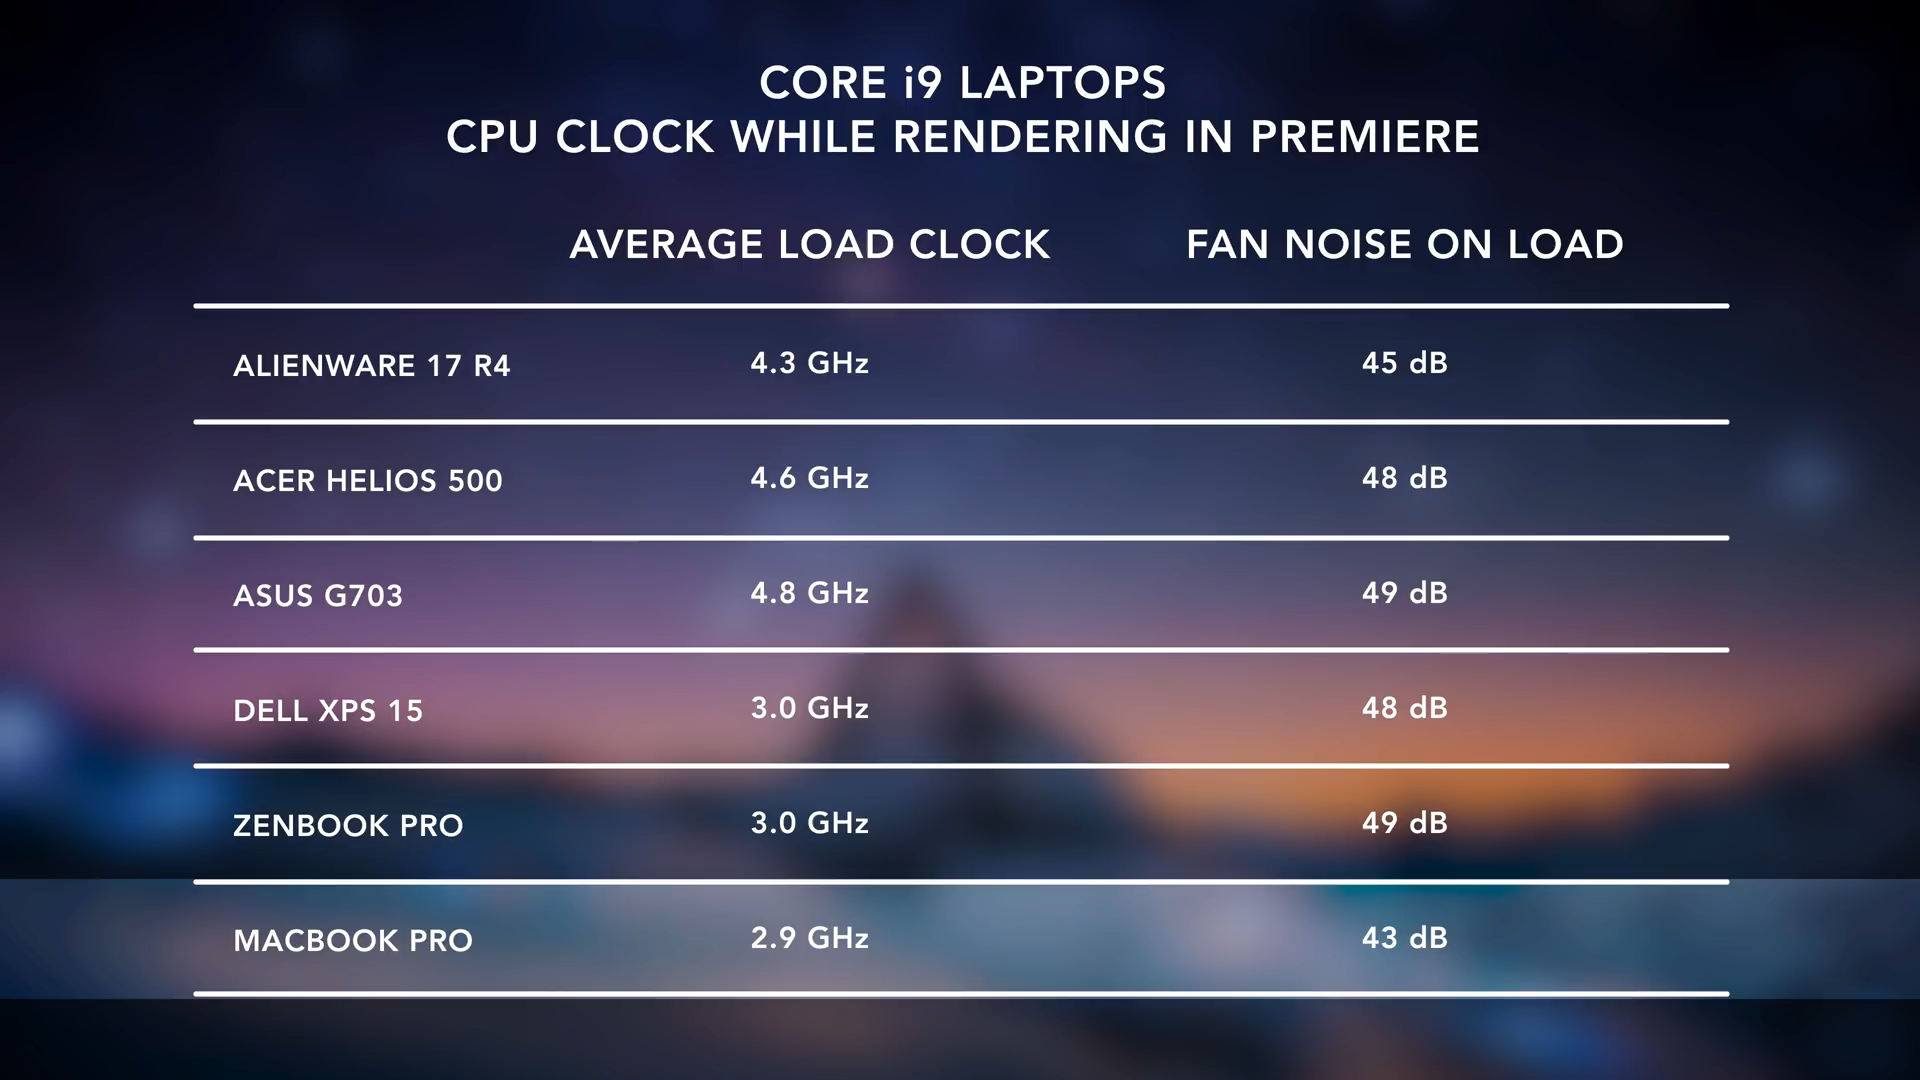 CORE i9 LAPTOPS
CPU CLOCK WHILE RENDERING IN PREMIERE
AVERAGE LOAD CLOCK FAN NOISE ON LOAD
ALIENWARE 17 R4 4.3 GHz 45 dB
ACER HELIOS 500 4.6 GHz 48 dB
ASUS G703 4.8 GHz 49 dB
DELL XPS 15 3.0 GHz 48 dB
ZENBOOK PRO 3.0 GHz 49 dB
MACBOOK PRO 2.9 GHz 43 dB